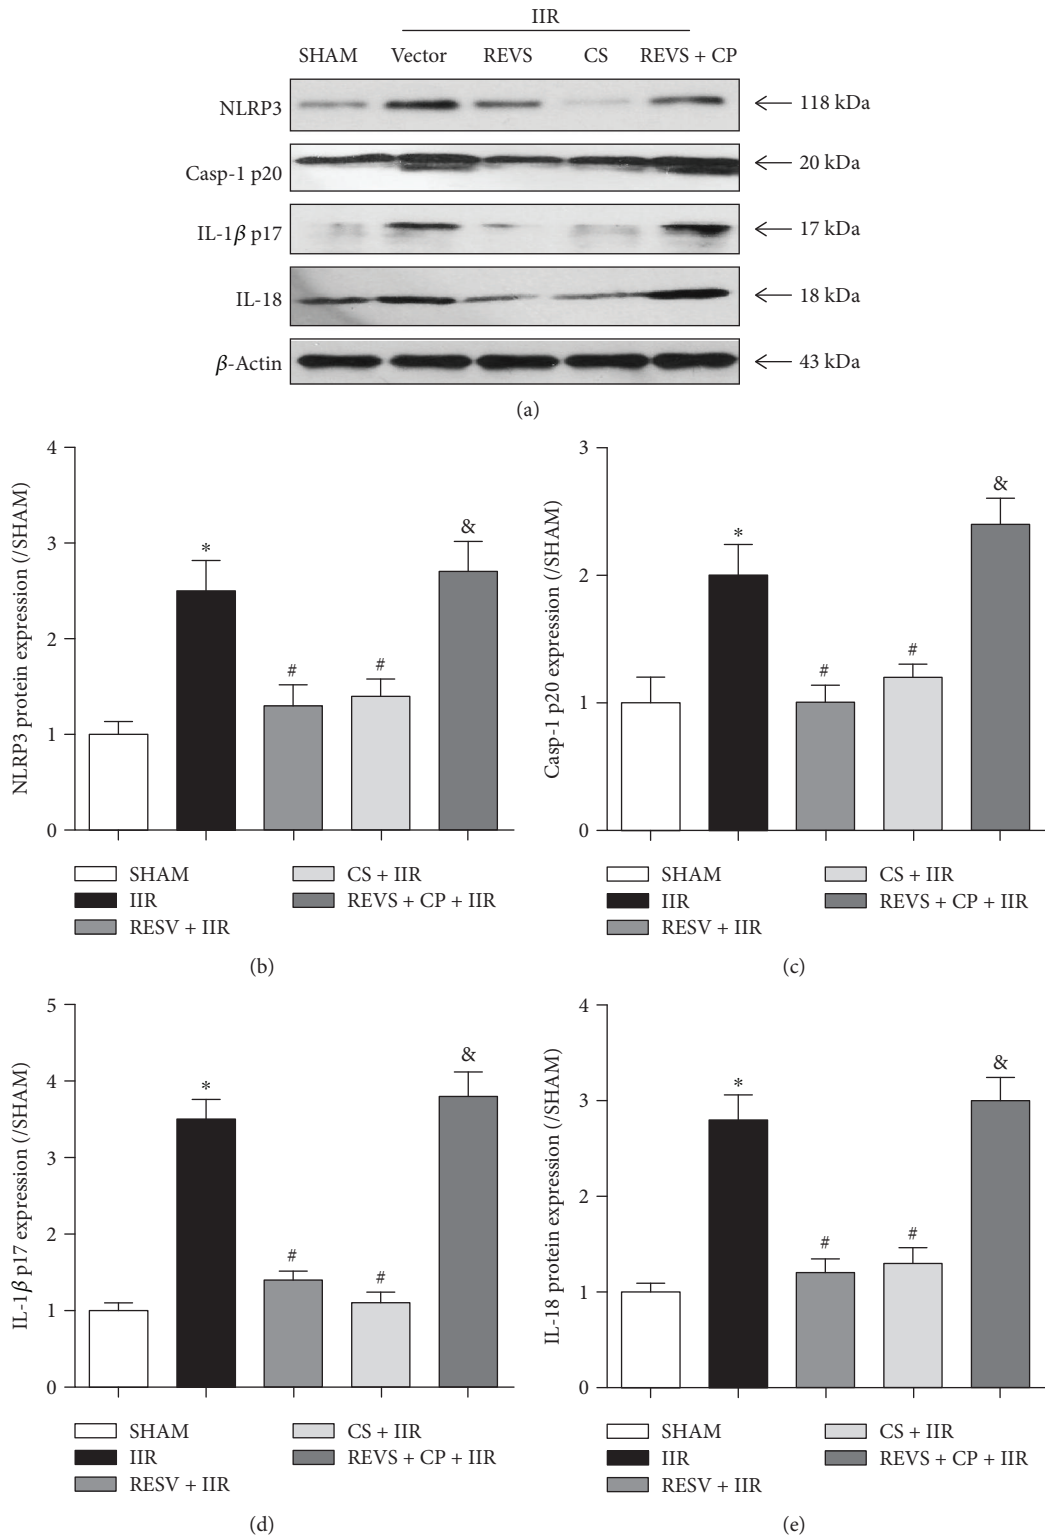 IIR
SHAM Vector REVS CS REVS + CP
NLRP3 118 kDa
Casp-1 p20 20 kDa
IL-1β p17 17 kDa
IL-18 18 kDa
β-Actin 43 kDa
(a)
NLRP3 protein expression (/SHAM)
4
3
2
1
0
*
#
#
&
SHAM CS + IIR
IIR REVS + CP + IIR
RESV + IIR
(b)
Casp-1 p20 expression (/SHAM)
3
2
1
0
*
#
#
&
SHAM CS + IIR
IIR REVS + CP + IIR
RESV + IIR
(c)
IL-1β p17 expression (/SHAM)
5
4
3
2
1
0
*
#
#
&
SHAM CS + IIR
IIR REVS + CP + IIR
RESV + IIR
(d)
IL-18 protein expression (/SHAM)
4
3
2
1
0
*
#
#
&
SHAM CS + IIR
IIR REVS + CP + IIR
RESV + IIR
(e)